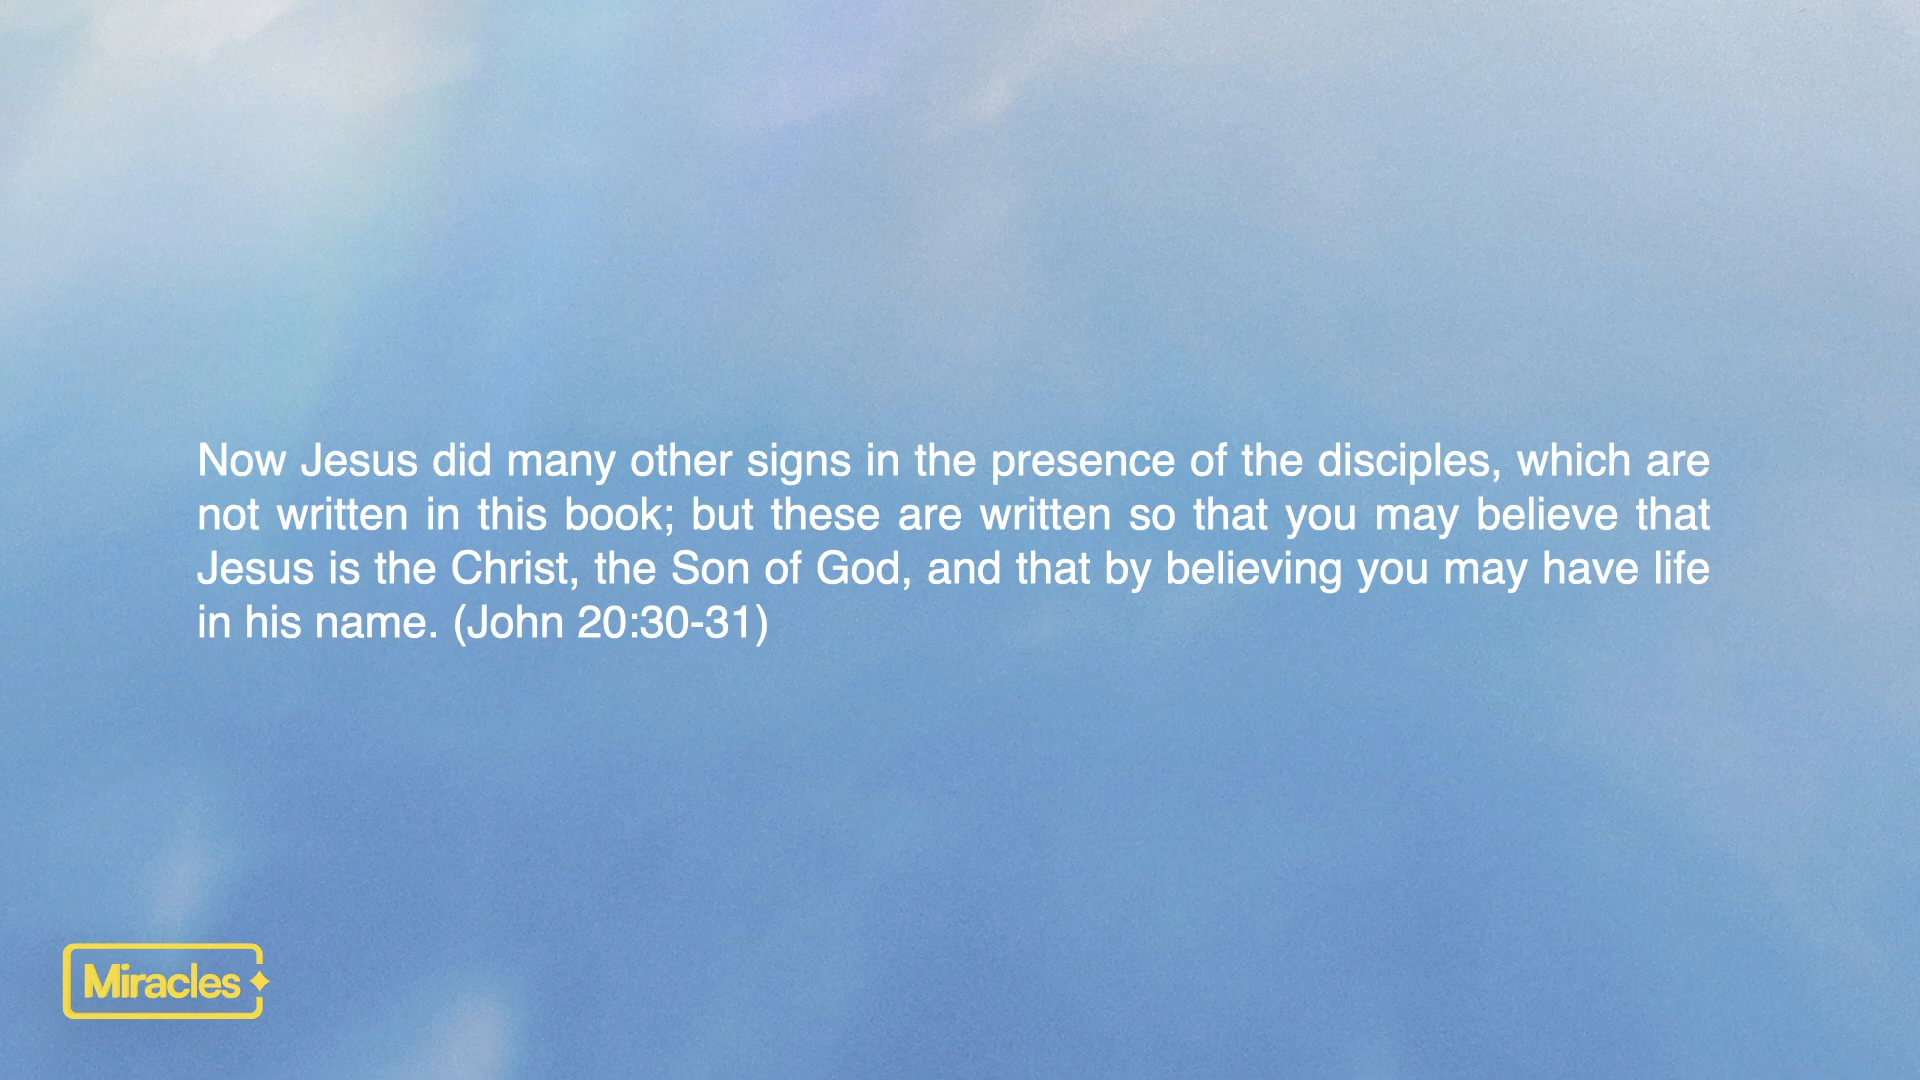 Now Jesus did many other signs in the presence of the disciples, which are
not written in this book; but these are written so that you may believe that
Jesus is the Christ, the Son of God, and that by believing you may have life
in his name. (John 20:30-31)
Miracles